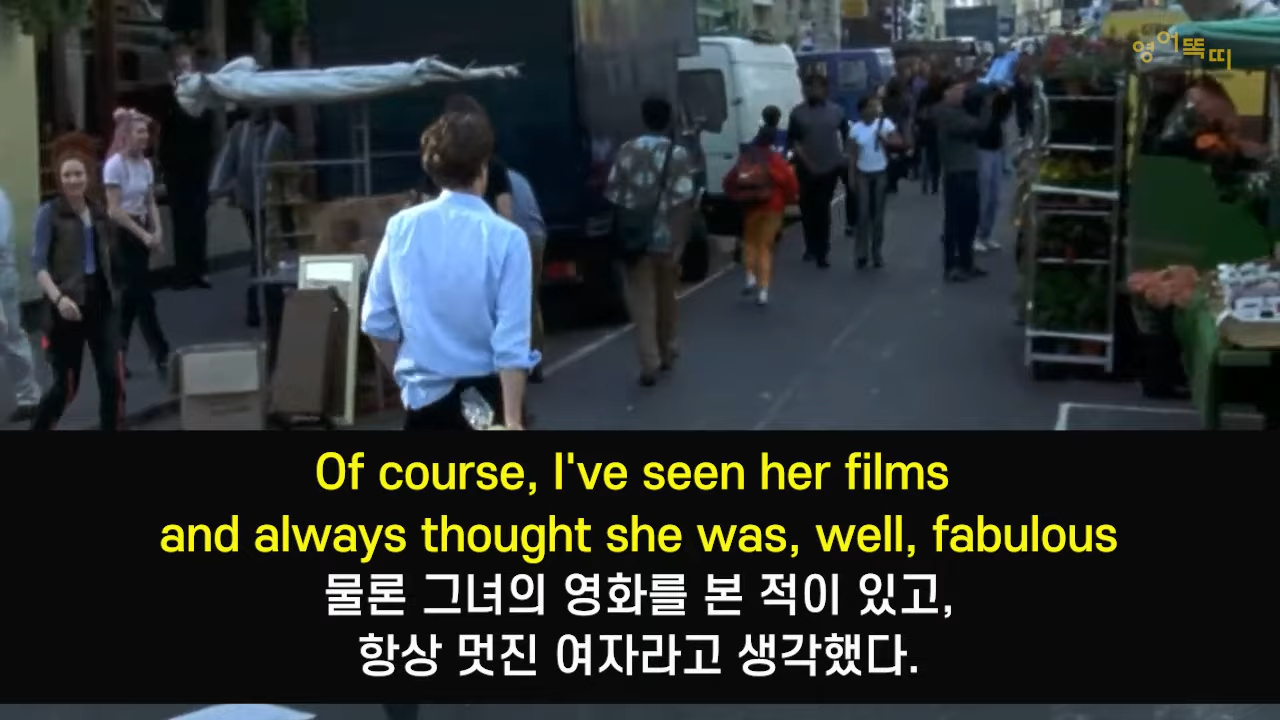 영어똑띠
Of course, I've seen her films
and always thought she was, well, fabulous
물론 그녀의 영화를 본 적이 있고,
항상 멋진 여자라고 생각했다.